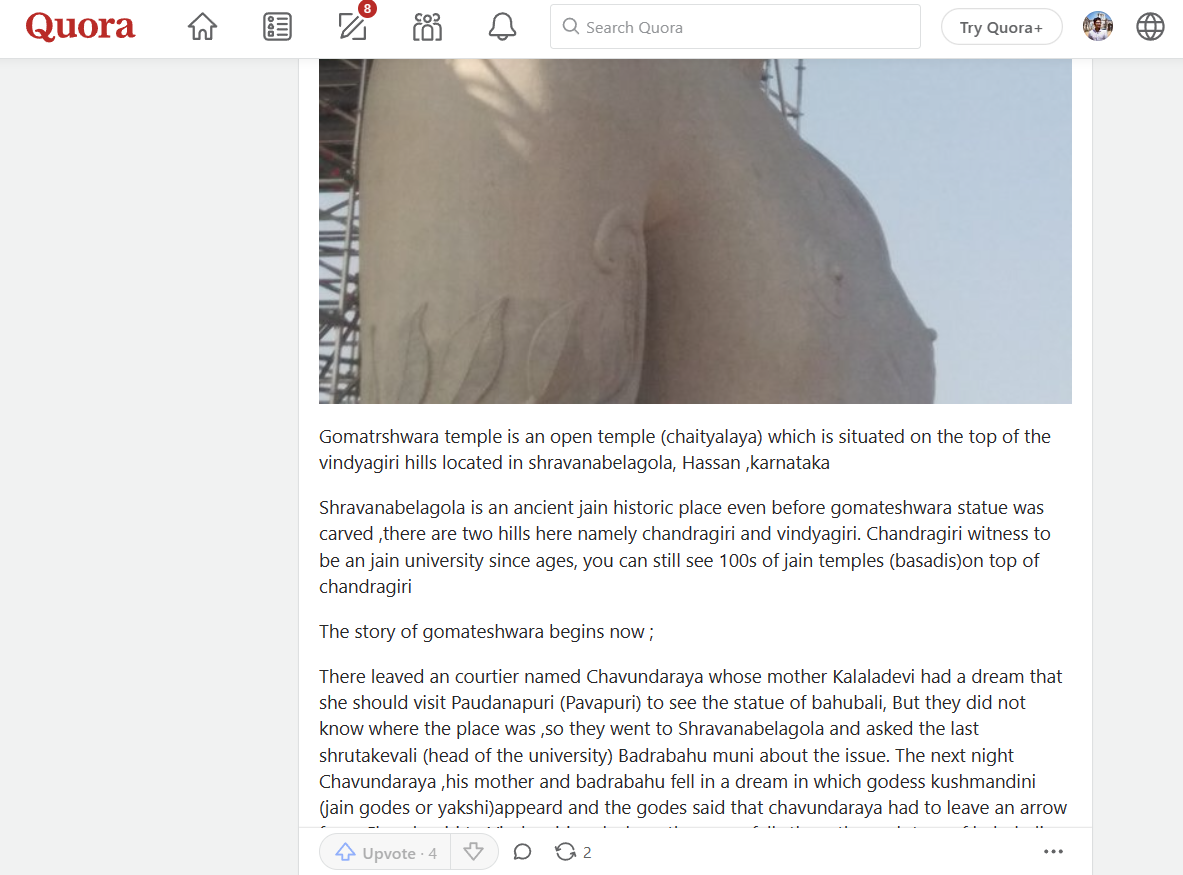 Quora
8
Search Quora
Try Quora+
Gomatrshwara temple is an open temple (chaityalaya) which is situated on the top of the
vindyagiri hills located in shravanabelagola, Hassan ,karnataka
Shravanabelagola is an ancient jain historic place even before gomateshwara statue was
carved ,there are two hills here namely chandragiri and vindyagiri. Chandragiri witness to
be an jain university since ages, you can still see 100s of jain temples (basadis)on top of
chandragiri
The story of gomateshwara begins now ;
There leaved an courtier named Chavundaraya whose mother Kalaladevi had a dream that
she should visit Paudanapuri (Pavapuri) to see the statue of bahubali, But they did not
know where the place was ,so they went to Shravanabelagola and asked the last
shrutakevali (head of the university) Badrabahu muni about the issue. The next night
Chavundaraya ,his mother and badrabahu fell in a dream in which godess kushmandini
(jain godes or yakshi)appeard and the godes said that chavundaraya had to leave an arrow
Upvote · 4
2